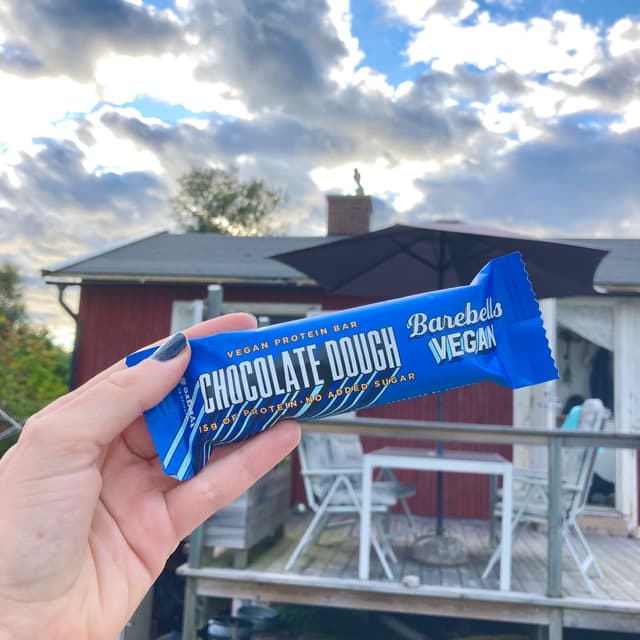 VEGAN PROTEIN BAR
CHOCOLATE DOUGH
15g OF PROTEIN·NO ADDED SUGAR
Barebells
VEGAN